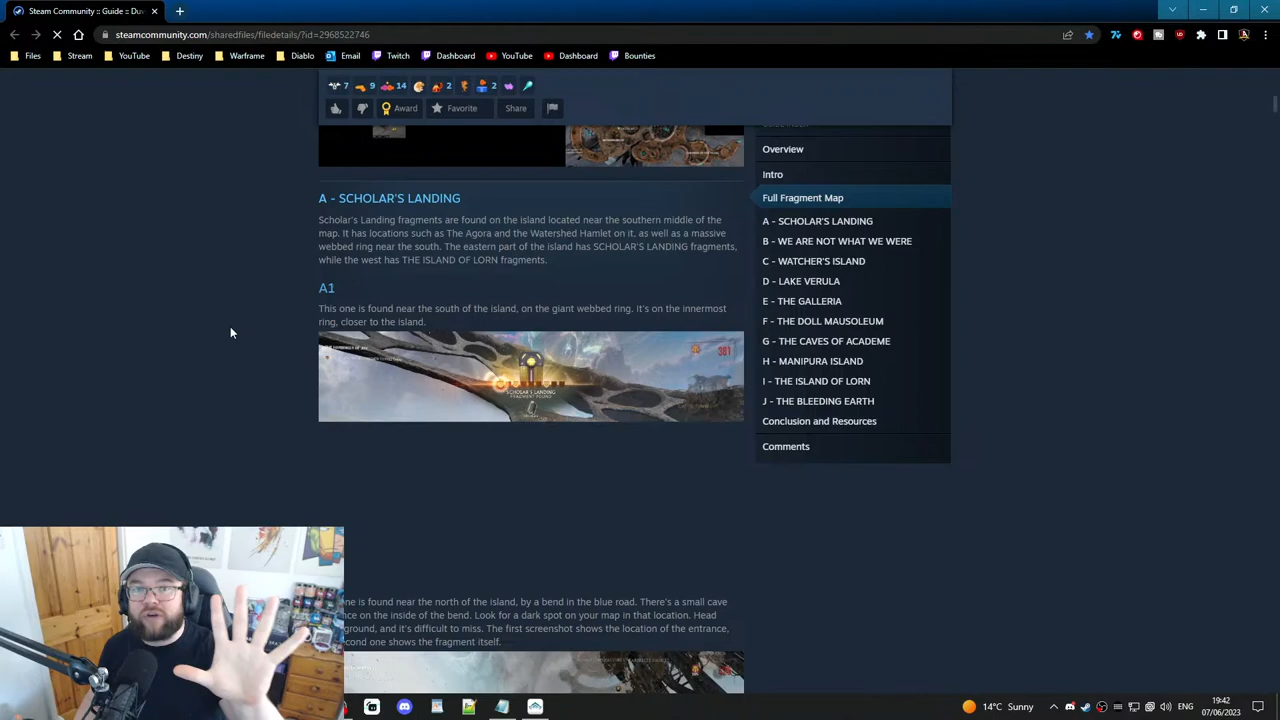 Steam Community :: Guide :: Duv
steamcommunity.com/sharedfiles/filedetails/?id=2968522746
Files Stream YouTube Destiny Warframe Diablo Email Twitch Dashboard YouTube Dashboard Bounties
7 9 14 2 2
Award Favorite Share
Overview
Intro
Full Fragment Map
A - SCHOLAR'S LANDING
B - WE ARE NOT WHAT WE WERE
C - WATCHER'S ISLAND
D - LAKE VERULA
E - THE GALLERIA
F - THE DOLL MAUSOLEUM
G - THE CAVES OF ACADEME
H - MANIPURA ISLAND
I - THE ISLAND OF LORN
J - THE BLEEDING EARTH
Conclusion and Resources
Comments
A - SCHOLAR'S LANDING
Scholar's Landing fragments are found on the island located near the southern middle of the
map. It has locations such as The Agora and the Watershed Hamlet on it, as well as a massive
webbed ring near the south. The eastern part of the island has SCHOLAR'S LANDING fragments,
while the west has THE ISLAND OF LORN fragments.
A1
This one is found near the south of the island, on the giant webbed ring. it's on the innermost
ring, closer to the island.
381
SCHOLAR'S LANDING
FRAGMENT FOUND
ne is found near the north of the island, by a bend in the blue road. There's a small cave
nce on the inside of the bend. Look for a dark spot on your map in that location. Head
ground, and it's difficult to miss. The first screenshot shows the location of the entrance,
cond one shows the fragment itself.
14°C Sunny
ENG
19:42
07/06/2023